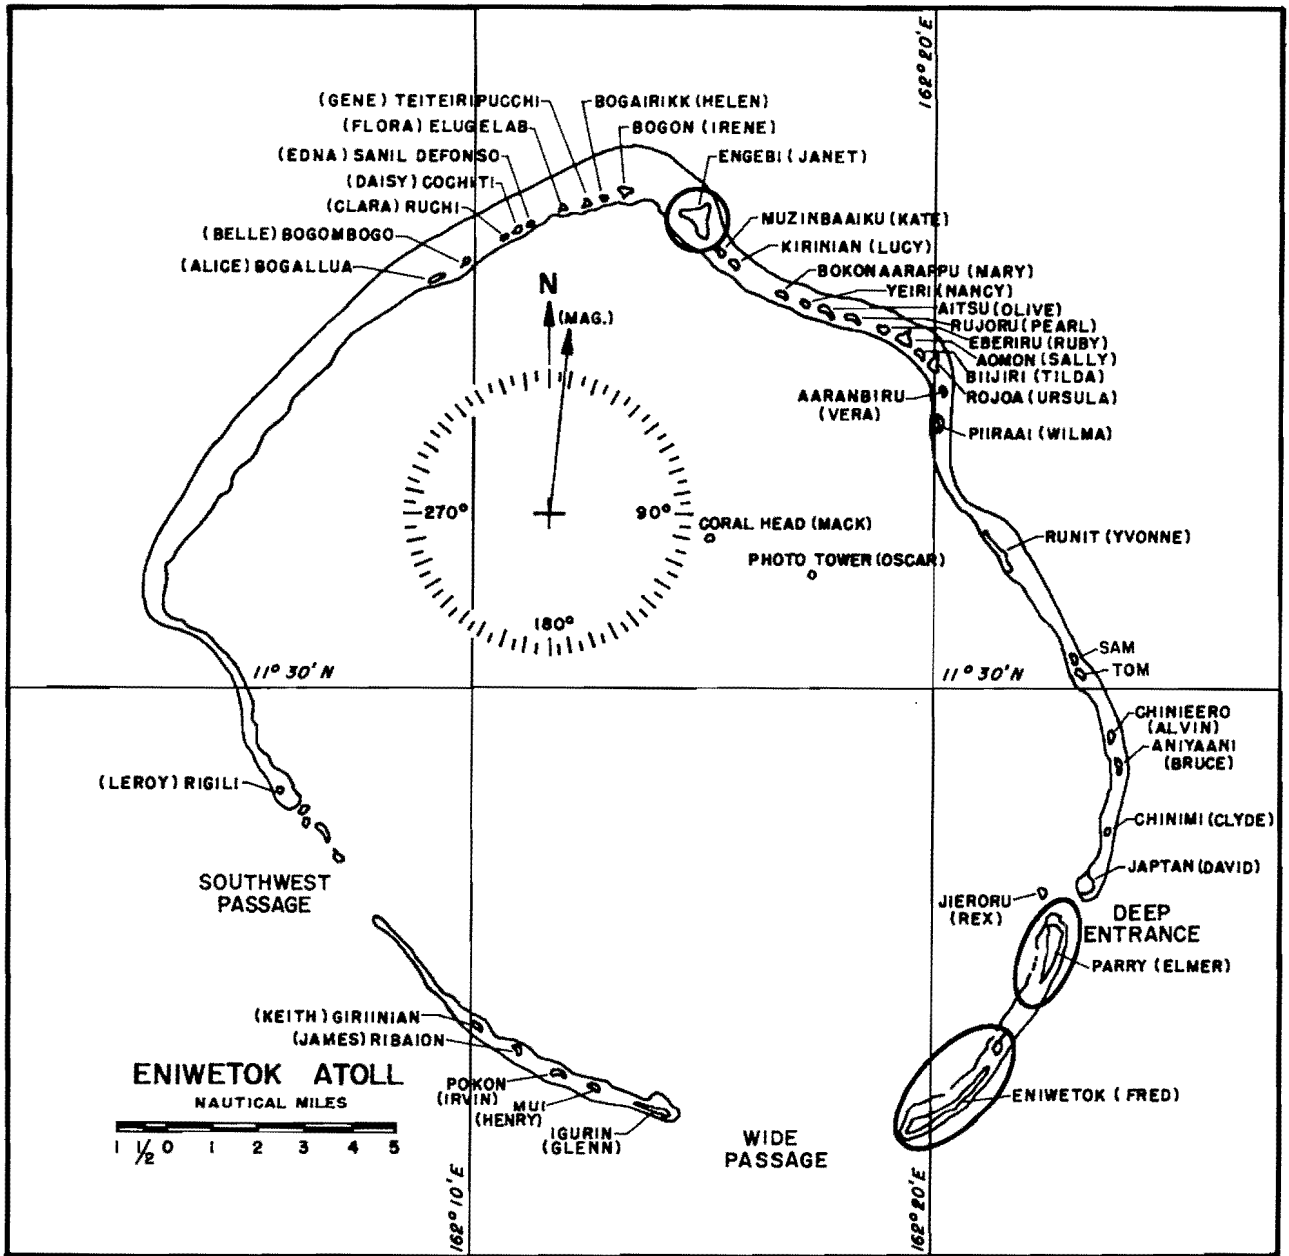 162° 20' E
(GENE) TEITEIRIPUCCHI
BOGAIRIKK (HELEN)
(FLORA) ELUGELAB
BOGON (IRENE)
(EDNA) SANIL DEFONSO
ENGEBI (JANET)
(DAISY) COCHITI
(CLARA) RUCHI
MUZINBAAIKU (KATE)
(BELLE) BOGOMBOGO
KIRINIAN (LUCY)
(ALICE) BOGALLUA
BOKONAARAPPU (MARY)
YEIRI (NANCY)
AITSU (OLIVE)
RUJORU (PEARL)
EBERIRU (RUBY)
AOMON (SALLY)
BIIJIRI (TILDA)
ROJOA (URSULA)
N
(MAG.)
AARANBIRU
(VERA)
PIIRAAI (WILMA)
270°
90°
CORAL HEAD (MACK)
RUNIT (YVONNE)
PHOTO TOWER (OSCAR)
180°
SAM
TOM
11° 30' N
11° 30' N
CHINIEERO
(ALVIN)
ANIYAANI
(BRUCE)
(LEROY) RIGILI
CHINIMI (CLYDE)
JAPTAN (DAVID)
SOUTHWEST
PASSAGE
JIERORU
(REX)
DEEP
ENTRANCE
PARRY (ELMER)
(KEITH) GIRIINIAN
(JAMES) RIBAION
POKON
(IRVIN)
MUI
(HENRY)
IGURIN
(GLENN)
ENIWETOK (FRED)
ENIWETOK ATOLL
NAUTICAL MILES
1 1/2 0 1 2 3 4 5
WIDE
PASSAGE
162° 10' E
162° 20' E